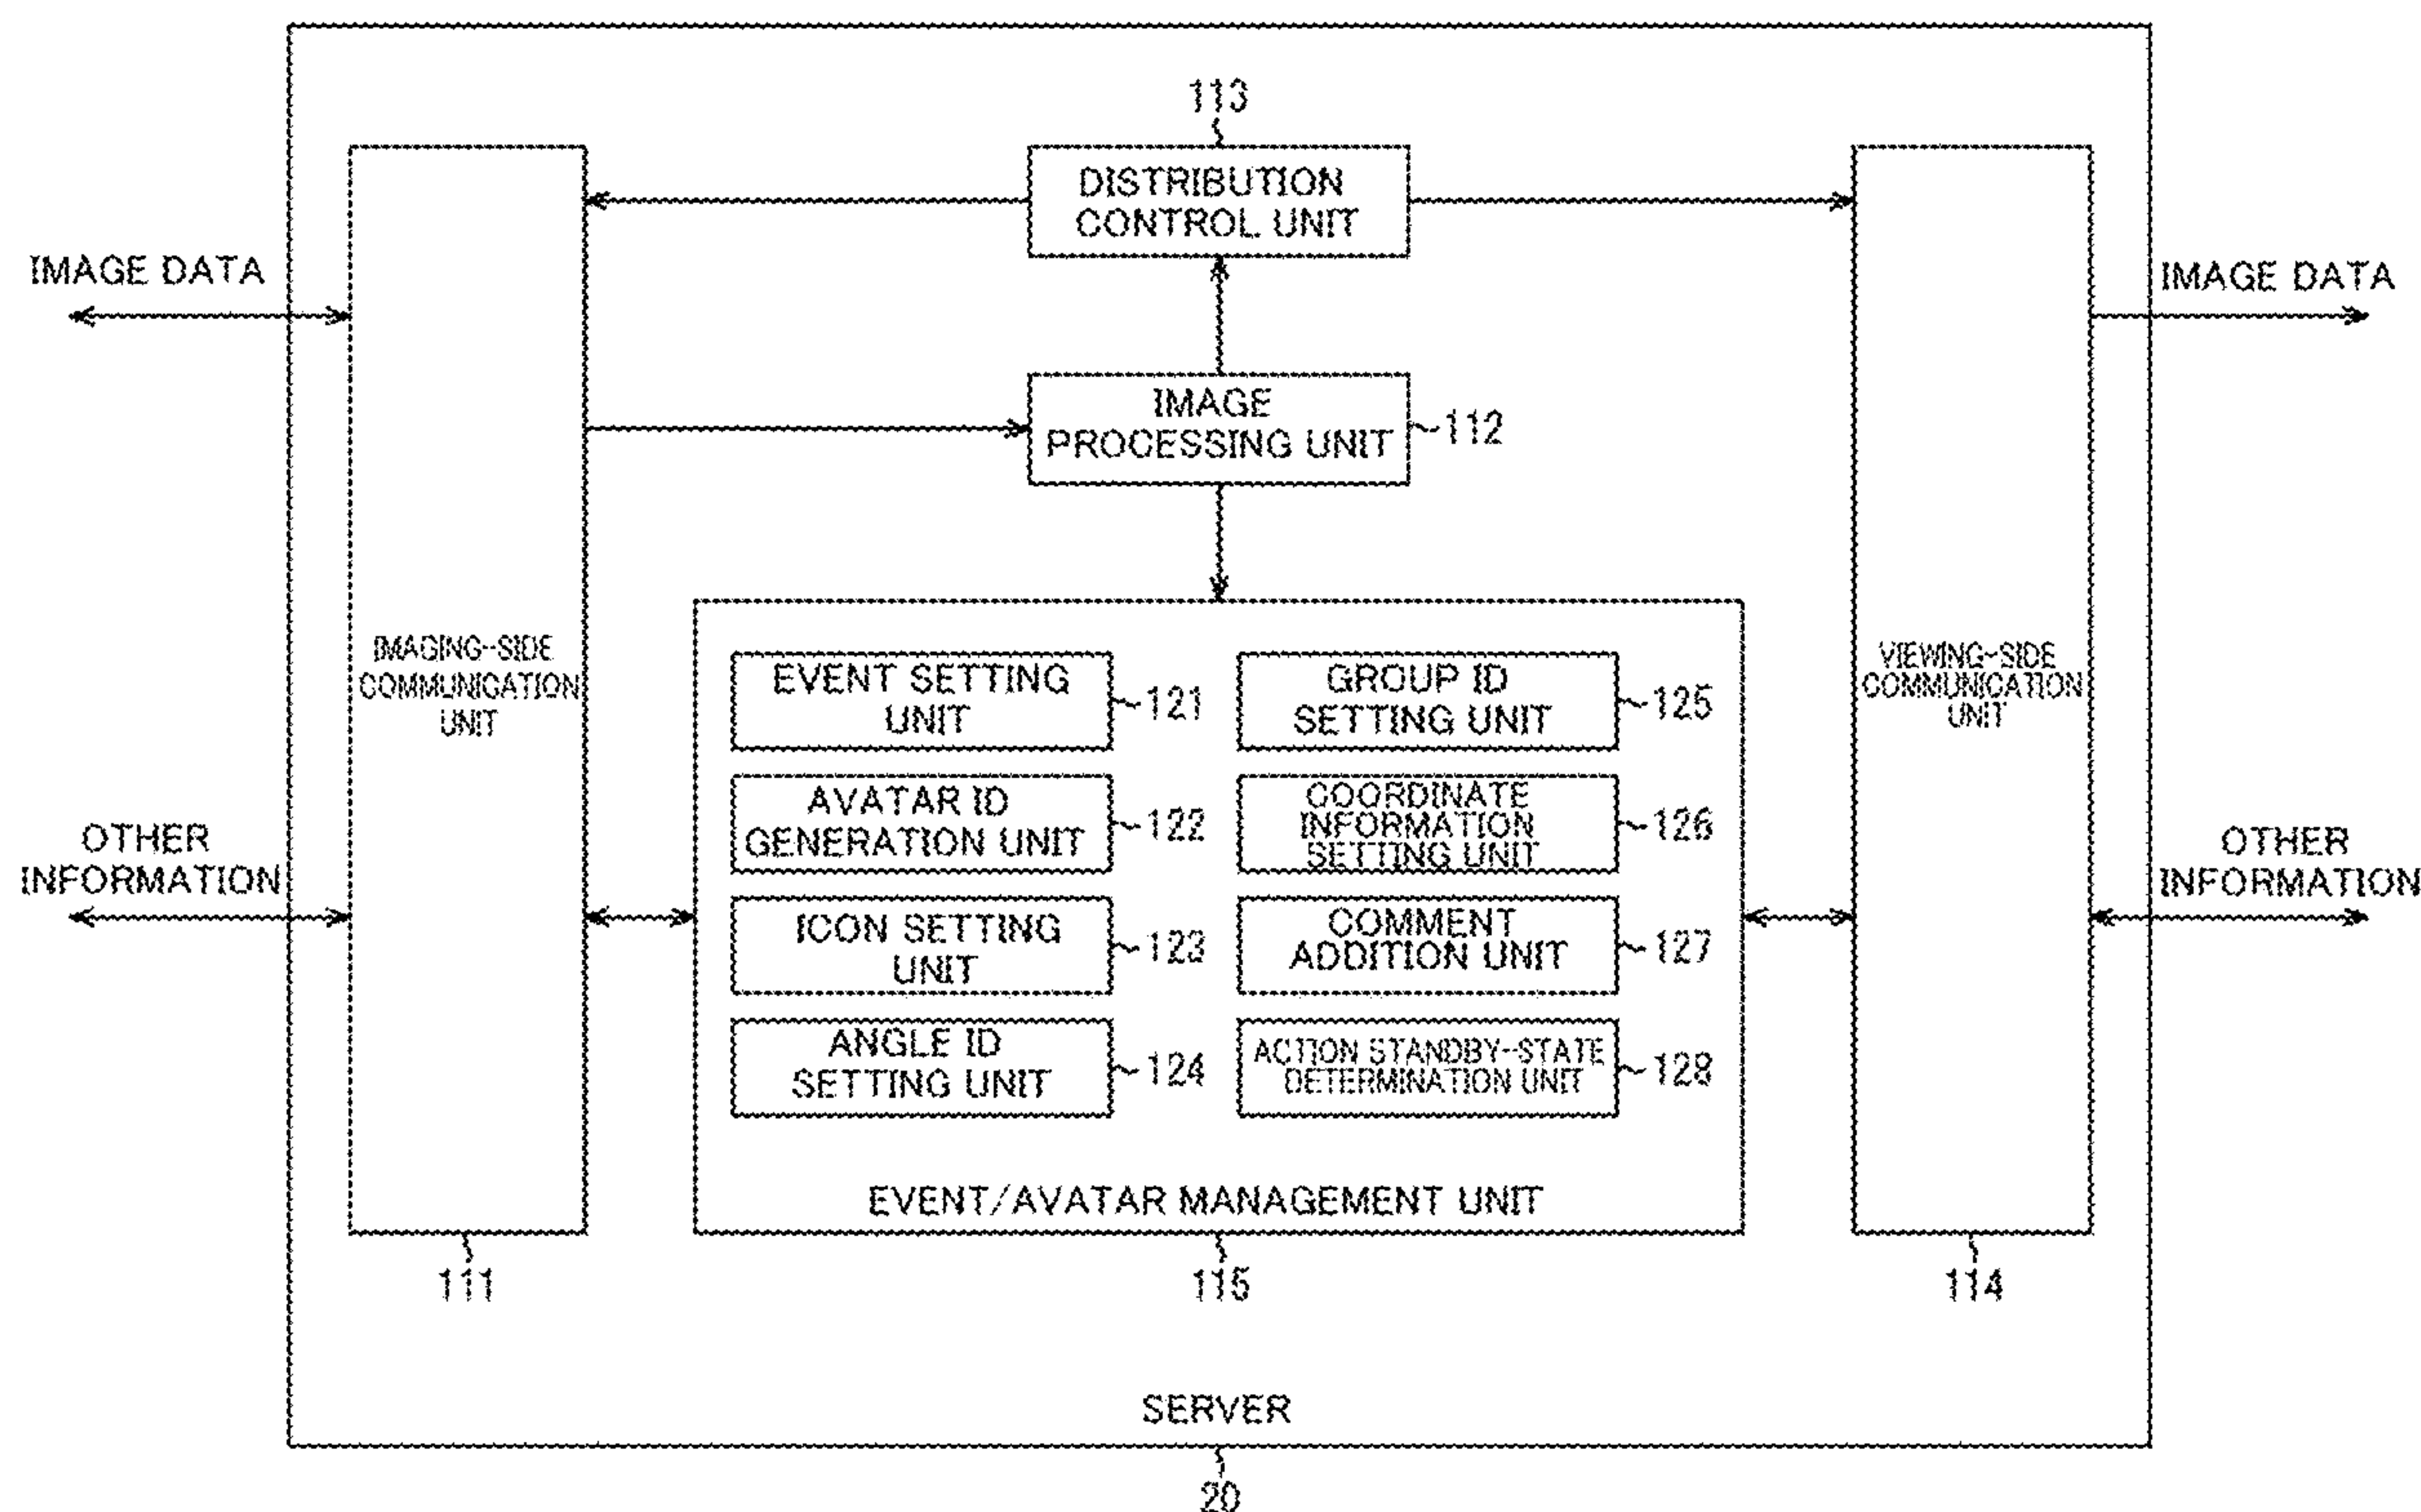 113
DISTRIBUTION
CONTROL UNIT
IMAGE DATA
IMAGE DATA
IMAGE
PROCESSING UNIT
112
IMAGING-SIDE
COMMUNICATION
UNIT
VIEWING-SIDE
COMMUNICATION
UNIT
EVENT SETTING
UNIT
121
GROUP ID
SETTING UNIT
125
AVATAR ID
GENERATION UNIT
122
COORDINATE
INFORMATION
SETTING UNIT
126
OTHER
INFORMATION
OTHER
INFORMATION
ICON SETTING
UNIT
123
COMMENT
ADDITION UNIT
127
ANGLE ID
SETTING UNIT
124
ACTION STANDBY-STATE
DETERMINATION UNIT
128
EVENT/AVATAR MANAGEMENT UNIT
111
115
114
SERVER
20